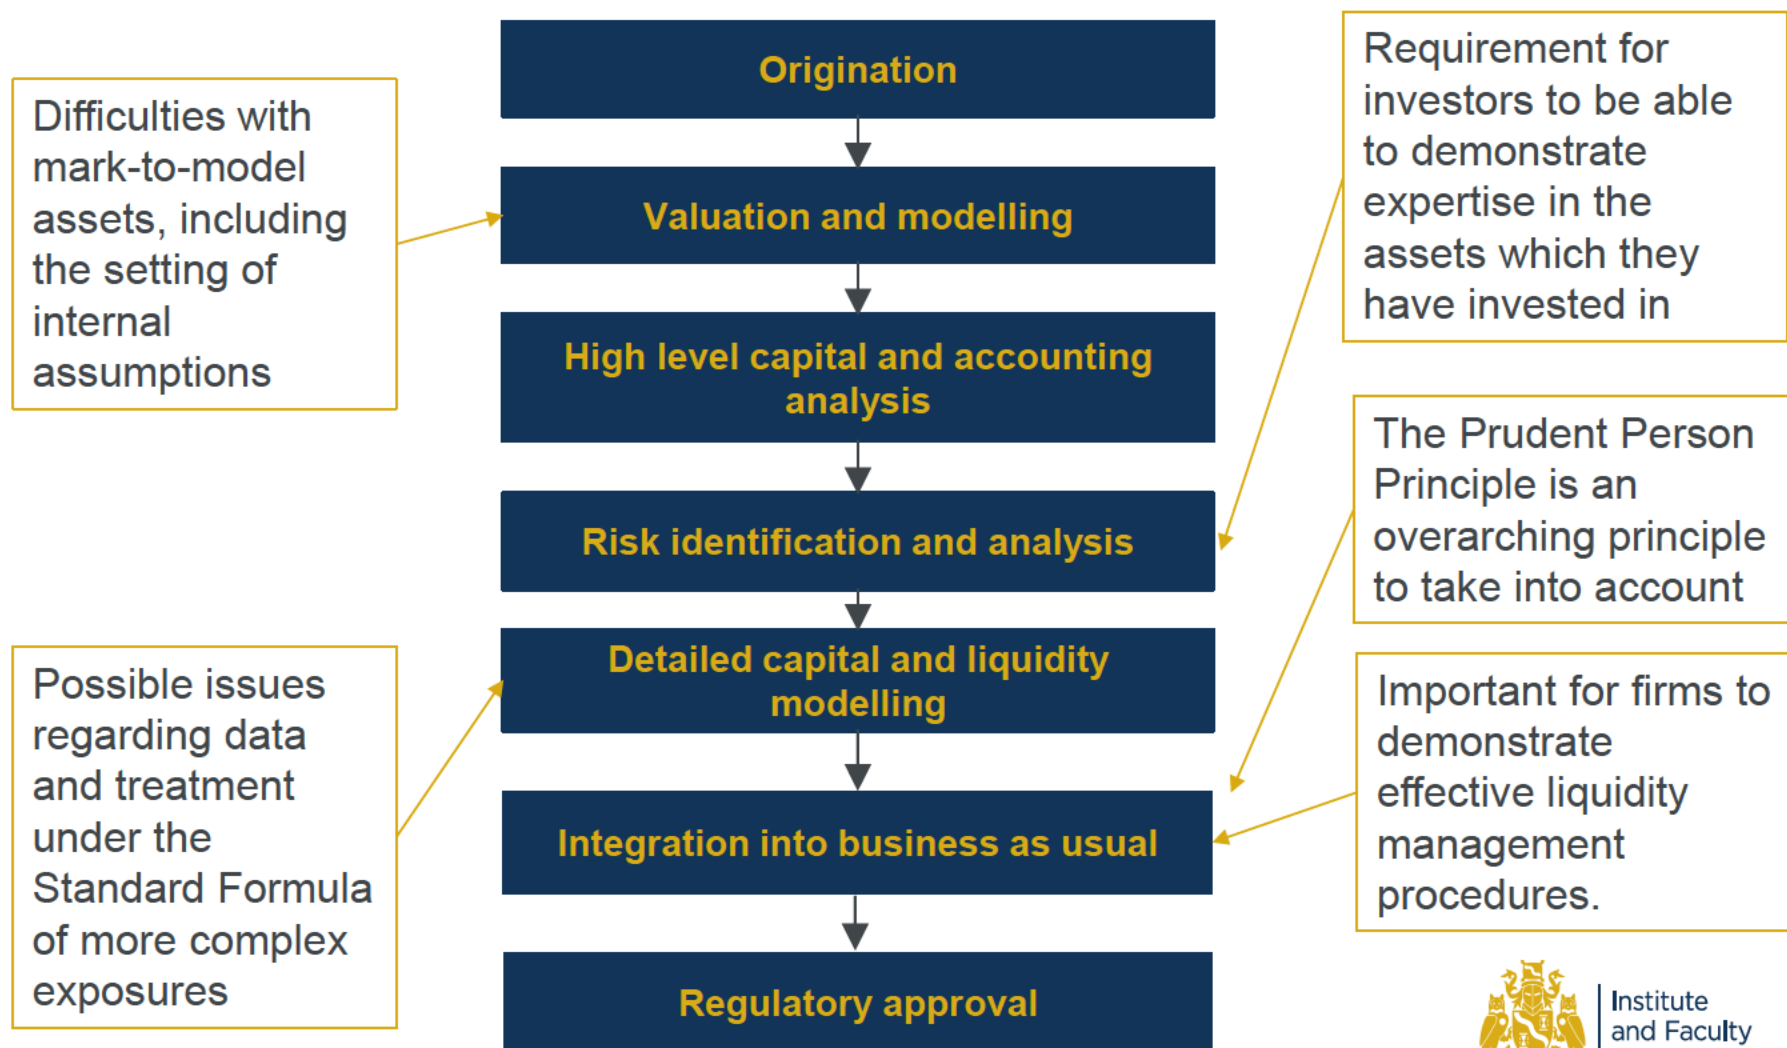 Origination
Valuation and modelling
High level capital and accounting
analysis
Risk identification and analysis
Detailed capital and liquidity
modelling
Integration into business as usual
Regulatory approval
Difficulties with
mark-to-model
assets, including
the setting of
internal
assumptions
Possible issues
regarding data
and treatment
under the
Standard Formula
of more complex
exposures
Requirement for
investors to be able
to demonstrate
expertise in the
assets which they
have invested in
The Prudent Person
Principle is an
overarching principle
to take into account
Important for firms to
demonstrate
effective liquidity
management
procedures.
Institute
and Faculty